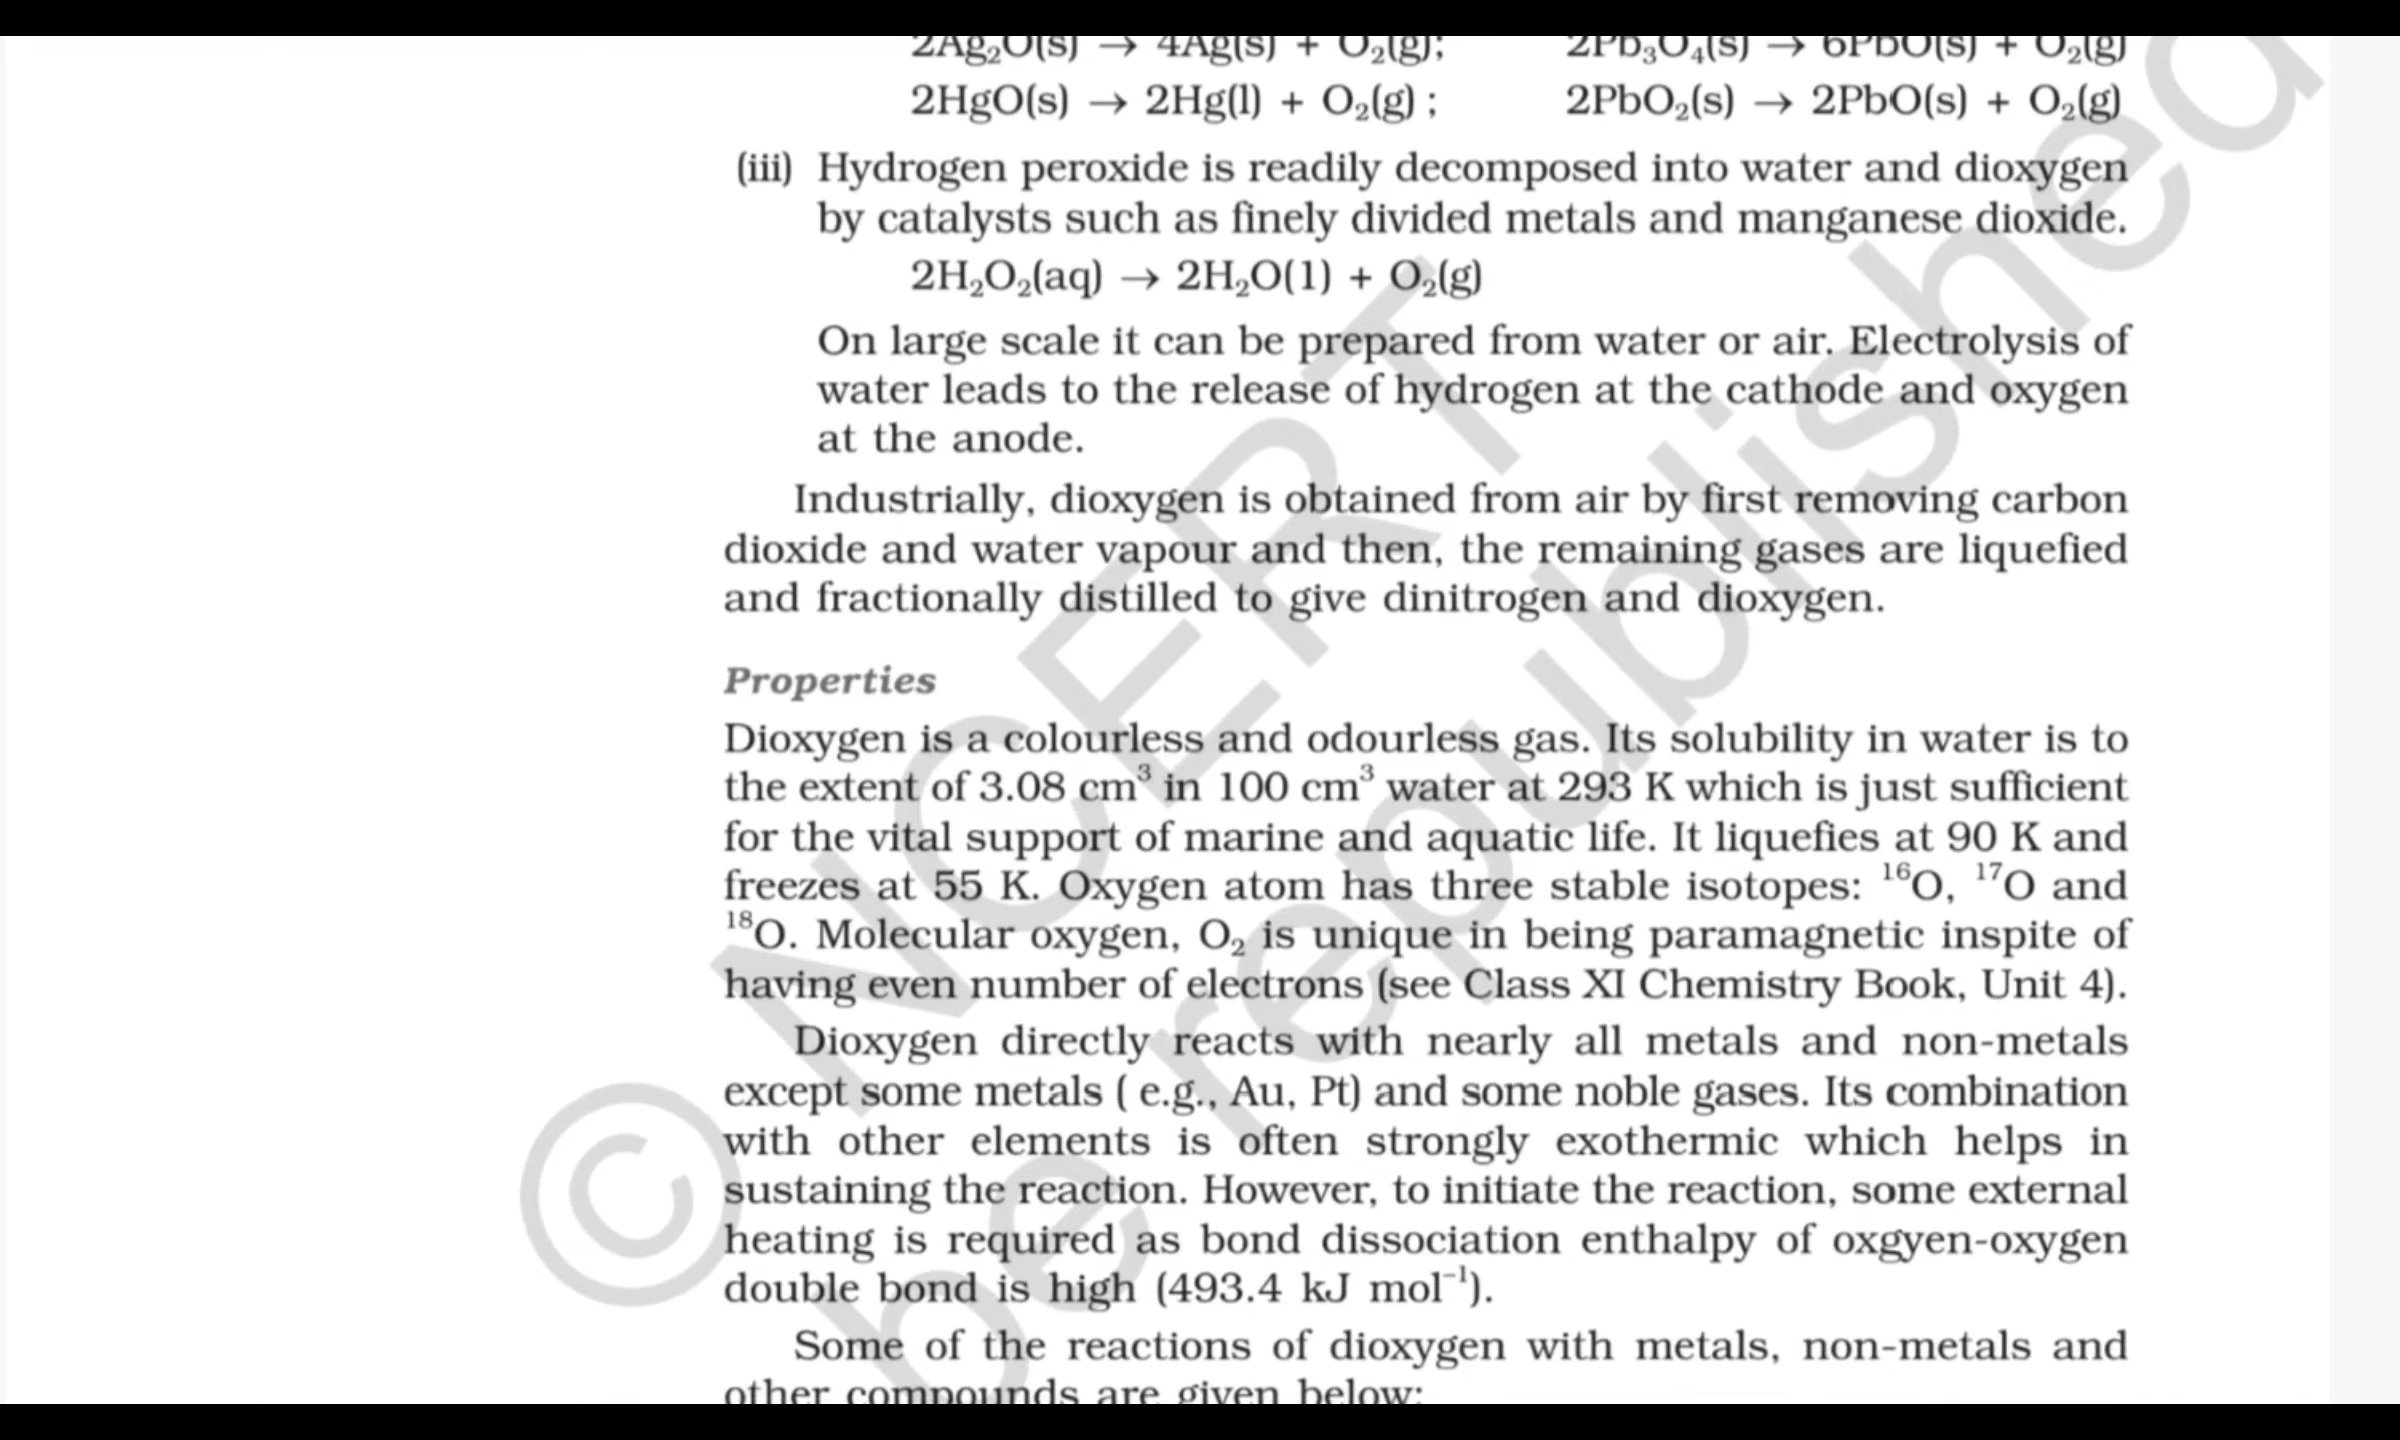 2Ag₂O(s) → 4Ag(s) + O₂(g); 2Pb₃O₄(s) → 6PbO(s) + O₂(g)
2HgO(s) → 2Hg(l) + O₂(g) ; 2PbO₂(s) → 2PbO(s) + O₂(g)
(iii) Hydrogen peroxide is readily decomposed into water and dioxygen
by catalysts such as finely divided metals and manganese dioxide.
2H₂O₂(aq) → 2H₂O(1) + O₂(g)
On large scale it can be prepared from water or air. Electrolysis of
water leads to the release of hydrogen at the cathode and oxygen
at the anode.
Industrially, dioxygen is obtained from air by first removing carbon
dioxide and water vapour and then, the remaining gases are liquefied
and fractionally distilled to give dinitrogen and dioxygen.
Properties
Dioxygen is a colourless and odourless gas. Its solubility in water is to
the extent of 3.08 cm³ in 100 cm³ water at 293 K which is just sufficient
for the vital support of marine and aquatic life. It liquefies at 90 K and
freezes at 55 K. Oxygen atom has three stable isotopes: ¹⁶O, ¹⁷O and
¹⁸O. Molecular oxygen, O₂ is unique in being paramagnetic inspite of
having even number of electrons (see Class XI Chemistry Book, Unit 4).
Dioxygen directly reacts with nearly all metals and non-metals
except some metals ( e.g., Au, Pt) and some noble gases. Its combination
with other elements is often strongly exothermic which helps in
sustaining the reaction. However, to initiate the reaction, some external
heating is required as bond dissociation enthalpy of oxgyen-oxygen
double bond is high (493.4 kJ mol⁻¹).
Some of the reactions of dioxygen with metals, non-metals and
other compounds are given below:
© NCERT
be republished